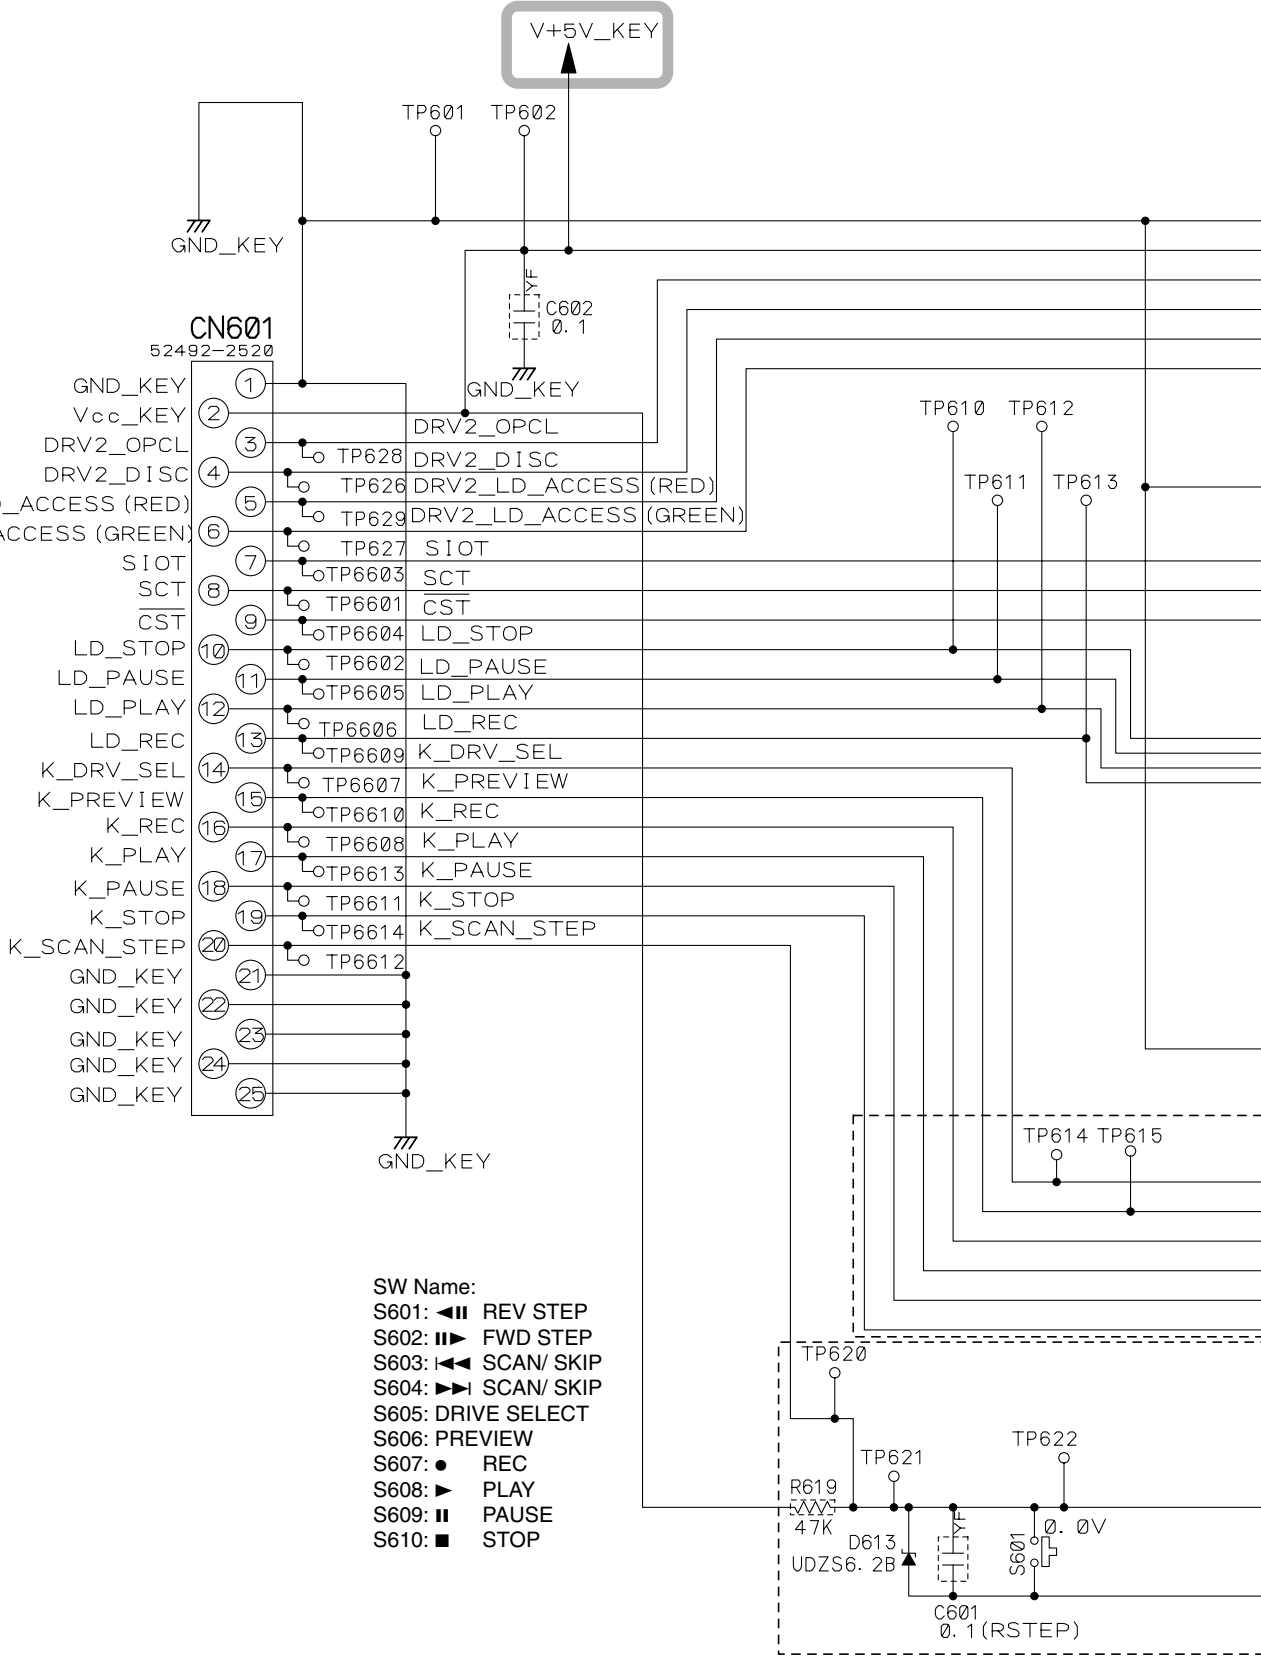 V+5V_KEY
TP601 TP602
GND_KEY
YF
C602
0.1
GND_KEY
CN601
52492-2520
GND_KEY 1
Vcc_KEY 2
DRV2_OPCL 3
DRV2_DISC 4
_ACCESS (RED) 5
ACCESS (GREEN) 6
SIOT 7
SCT 8
CST 9
LD_STOP 10
LD_PAUSE 11
LD_PLAY 12
LD_REC 13
K_DRV_SEL 14
K_PREVIEW 15
K_REC 16
K_PLAY 17
K_PAUSE 18
K_STOP 19
K_SCAN_STEP 20
GND_KEY 21
GND_KEY 22
GND_KEY 23
GND_KEY 24
GND_KEY 25
DRV2_OPCL
TP628 DRV2_DISC
TP626 DRV2_LD_ACCESS (RED)
TP629 DRV2_LD_ACCESS (GREEN)
TP627 SIOT
TP6603 SCT
TP6601 CST
TP6604 LD_STOP
TP6602 LD_PAUSE
TP6605 LD_PLAY
TP6606 LD_REC
TP6609 K_DRV_SEL
TP6607 K_PREVIEW
TP6610 K_REC
TP6608 K_PLAY
TP6613 K_PAUSE
TP6611 K_STOP
TP6614 K_SCAN_STEP
TP6612
GND_KEY
TP610 TP612
TP611 TP613
TP614 TP615
SW Name:
S601: REV STEP
S602: FWD STEP
S603: SCAN/ SKIP
S604: SCAN/ SKIP
S605: DRIVE SELECT
S606: PREVIEW
S607: ● REC
S608: ► PLAY
S609: PAUSE
S610: ■ STOP
TP620
TP621
TP622
R619
47K
D613
UDZS6.2B
YF
C601
0.1(RSTEP)
S601
0.0V